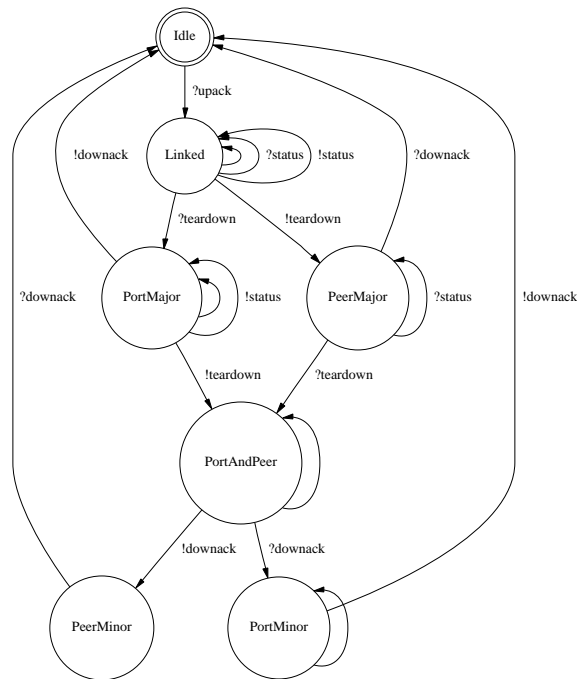 Idle
?upack
!downack
Linked
?status
!status
?downack
?teardown
!teardown
?downack
PortMajor
!status
PeerMajor
?status
!downack
!teardown
?teardown
PortAndPeer
!downack
?downack
PeerMinor
PortMinor